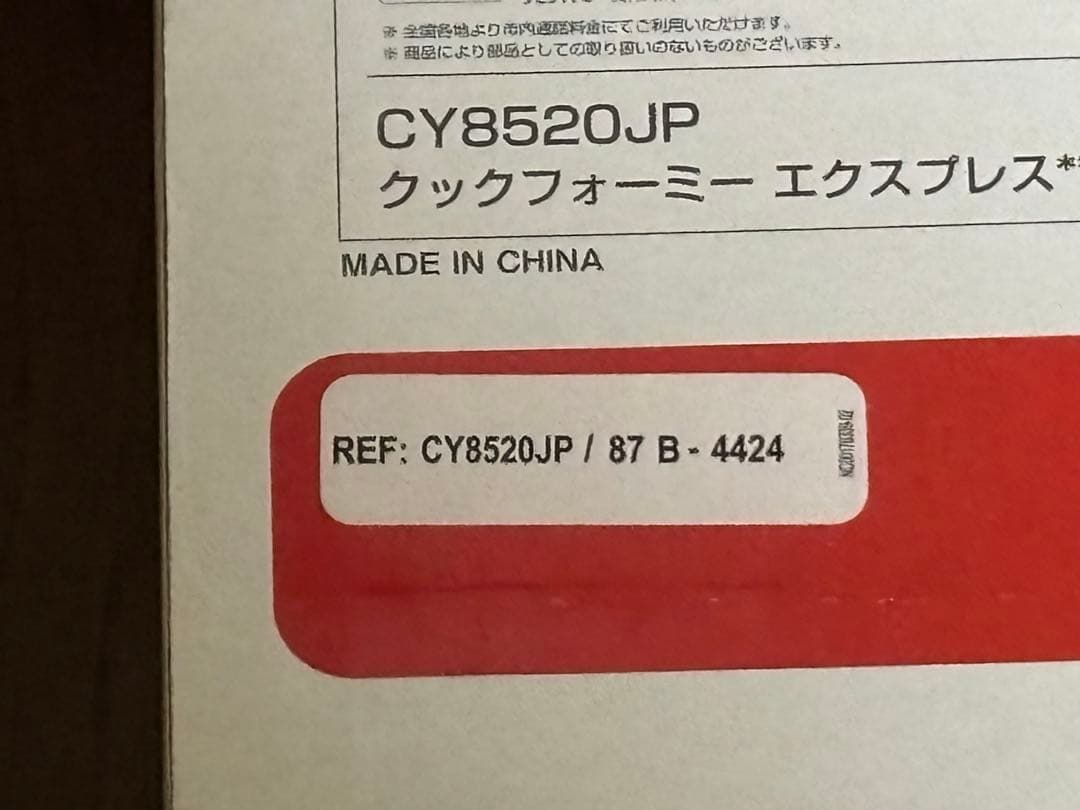 ※ 全国各地より市内通話料金にてご利用いただけます。
※ 商品により部品としての取り扱いのないものがございます。
CY8520JP
クックフォーミー エクスプレス**
MADE IN CHINA
REF: CY8520JP / 87 B - 4424